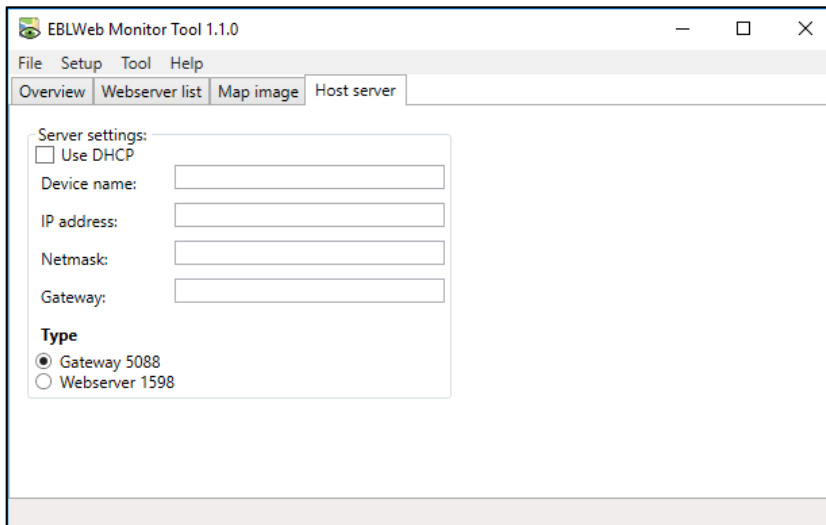 EBLWeb Monitor Tool 1.1.0
File Setup Tool Help
Overview Webserver list Map image Host server
Server settings:
Use DHCP
Device name:
IP address:
Netmask:
Gateway:
Type
Gateway 5088
Webserver 1598